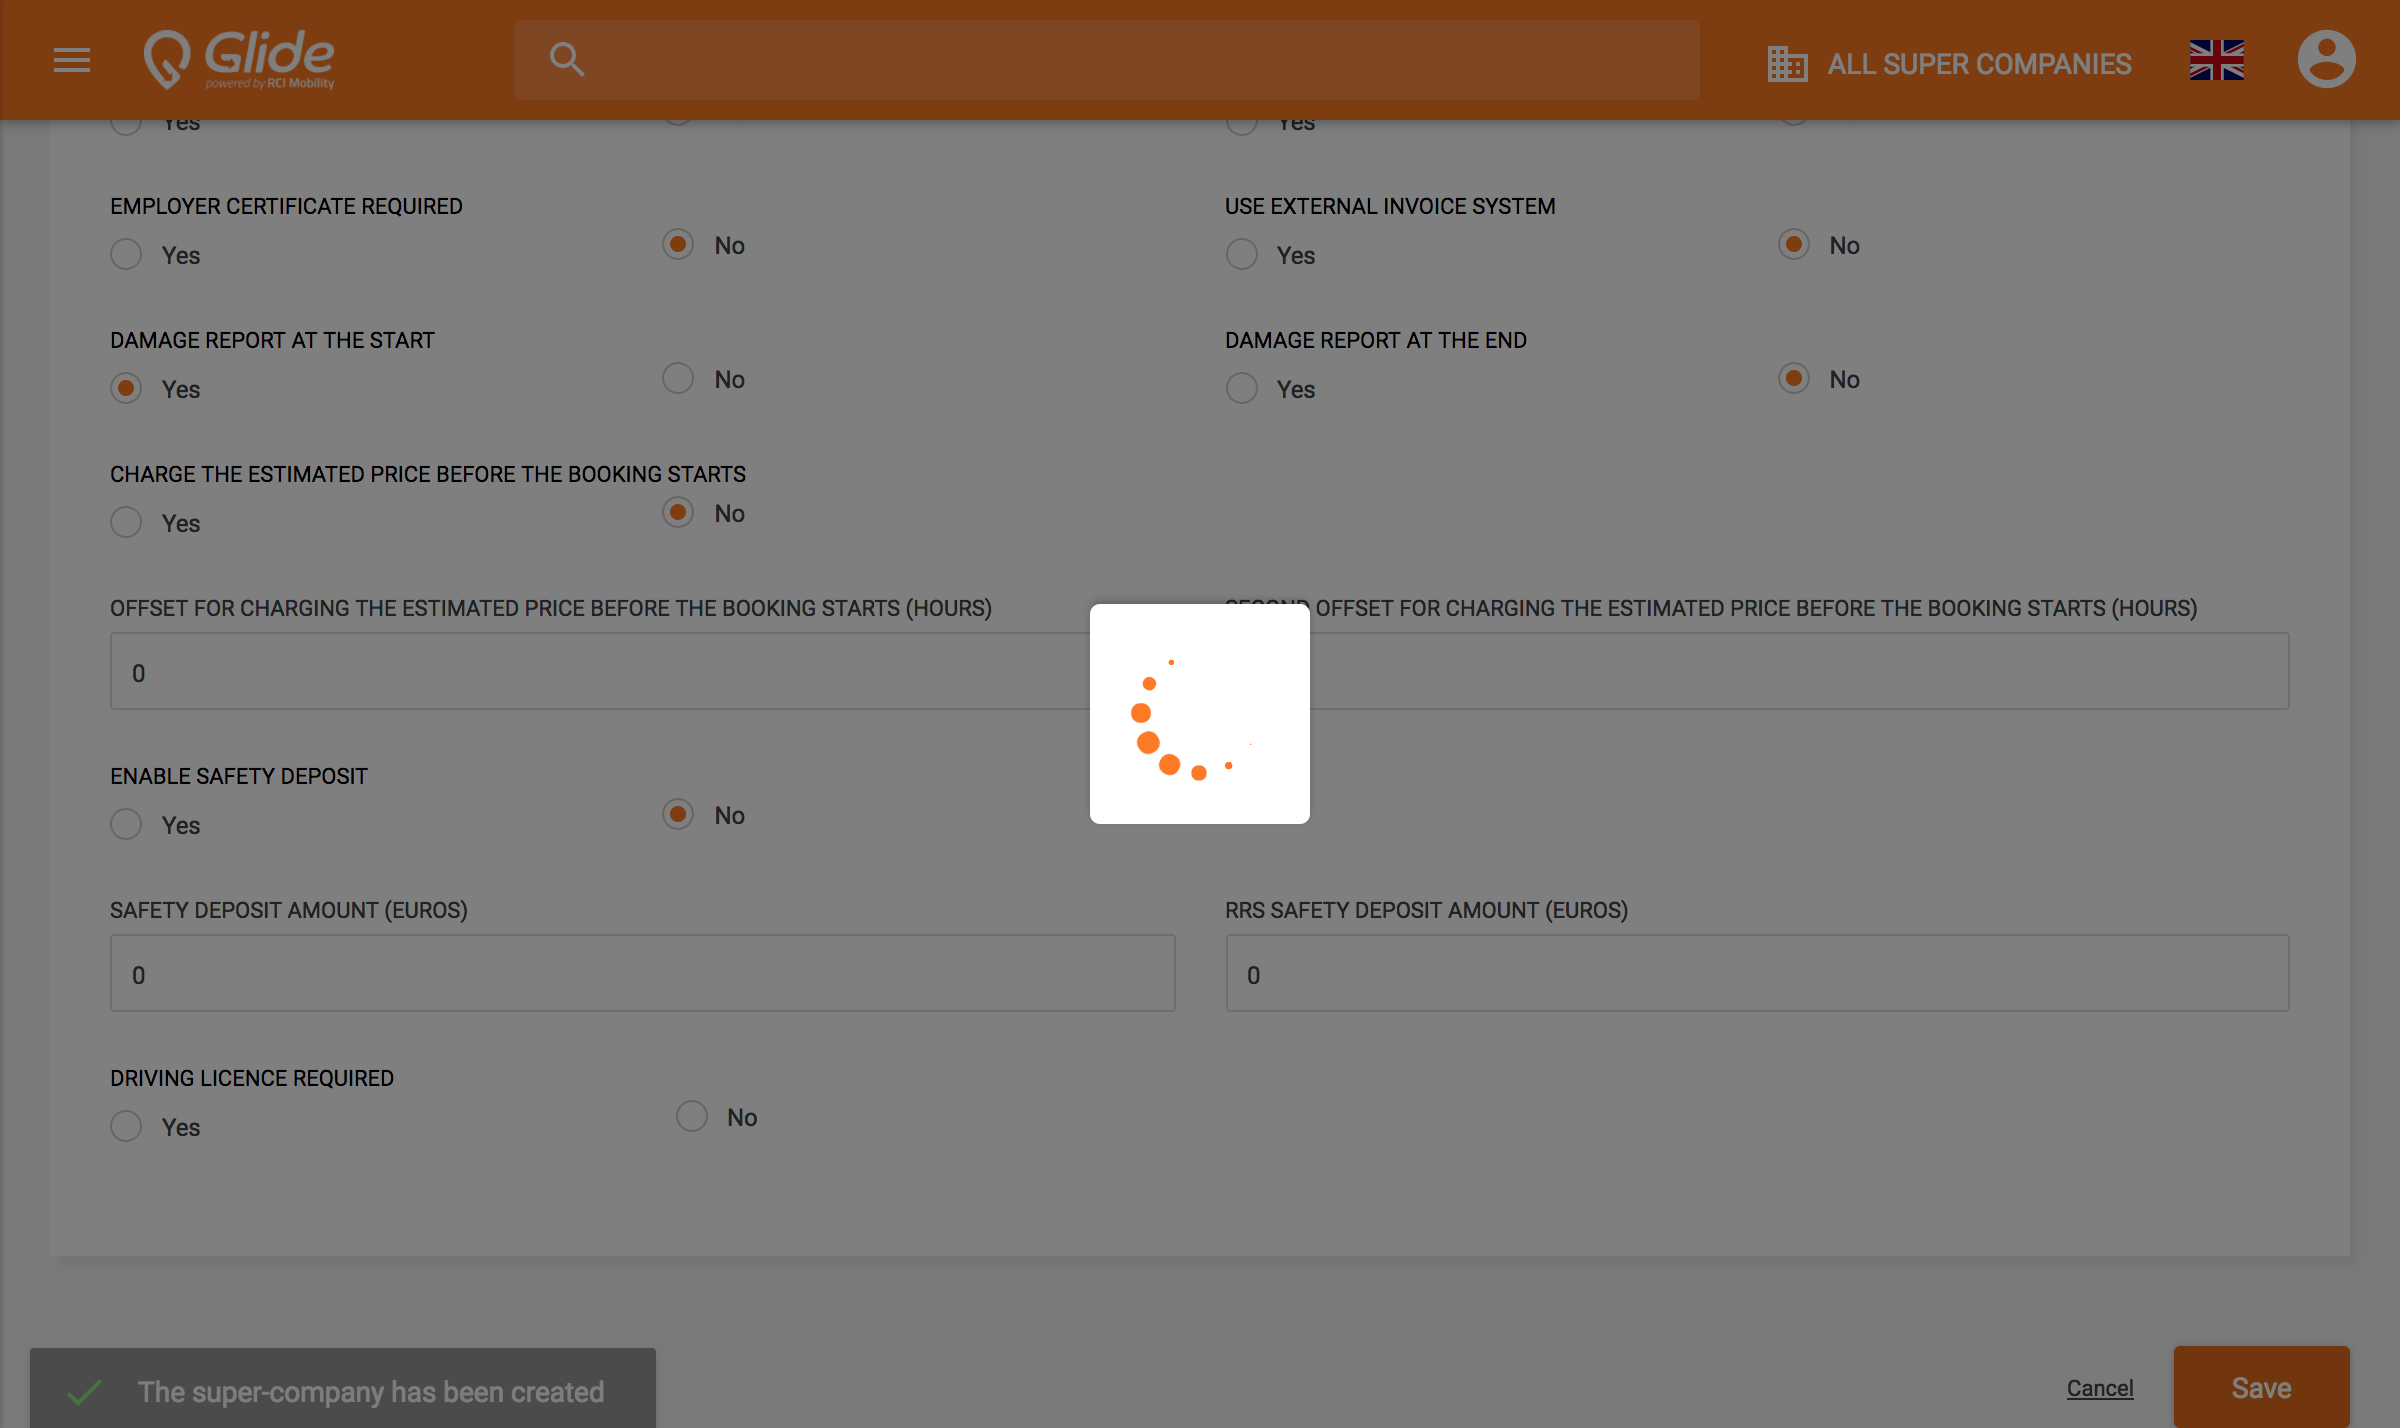 Glide
powered by RCI Mobility
ALL SUPER COMPANIES
Yes
Yes
EMPLOYER CERTIFICATE REQUIRED
USE EXTERNAL INVOICE SYSTEM
Yes
No
Yes
No
DAMAGE REPORT AT THE START
DAMAGE REPORT AT THE END
Yes
No
Yes
No
CHARGE THE ESTIMATED PRICE BEFORE THE BOOKING STARTS
Yes
No
OFFSET FOR CHARGING THE ESTIMATED PRICE BEFORE THE BOOKING STARTS (HOURS)
SECOND OFFSET FOR CHARGING THE ESTIMATED PRICE BEFORE THE BOOKING STARTS (HOURS)
0
ENABLE SAFETY DEPOSIT
Yes
No
SAFETY DEPOSIT AMOUNT (EUROS)
RRS SAFETY DEPOSIT AMOUNT (EUROS)
0
0
DRIVING LICENCE REQUIRED
Yes
No
The super-company has been created
Cancel
Save